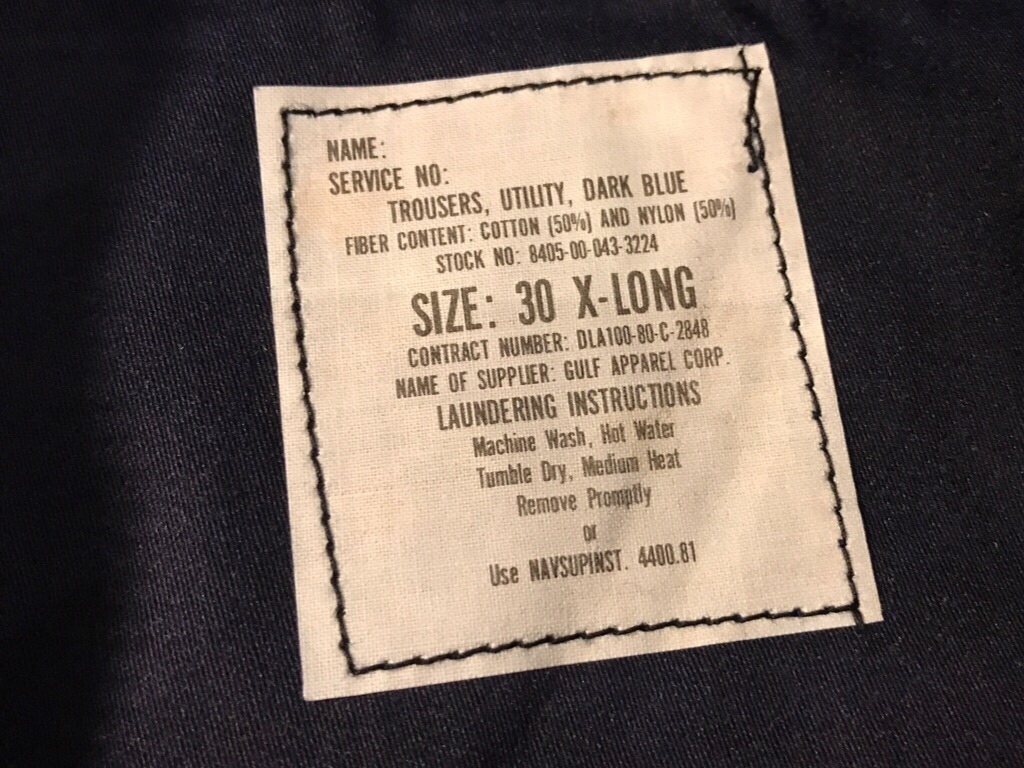 NAME:
SERVICE NO:
TROUSERS, UTILITY, DARK BLUE
FIBER CONTENT: COTTON (50%) AND NYLON (50%)
STOCK NO: 8405-00-043-3224
SIZE: 30 X-LONG
CONTRACT NUMBER: DLA100-80-C-2848
NAME OF SUPPLIER: GULF APPAREL CORP.
LAUNDERING INSTRUCTIONS
Machine Wash, Hot Water
Tumble Dry, Medium Heat
Remove Promptly
or
Use NAVSUPINST. 4400.81